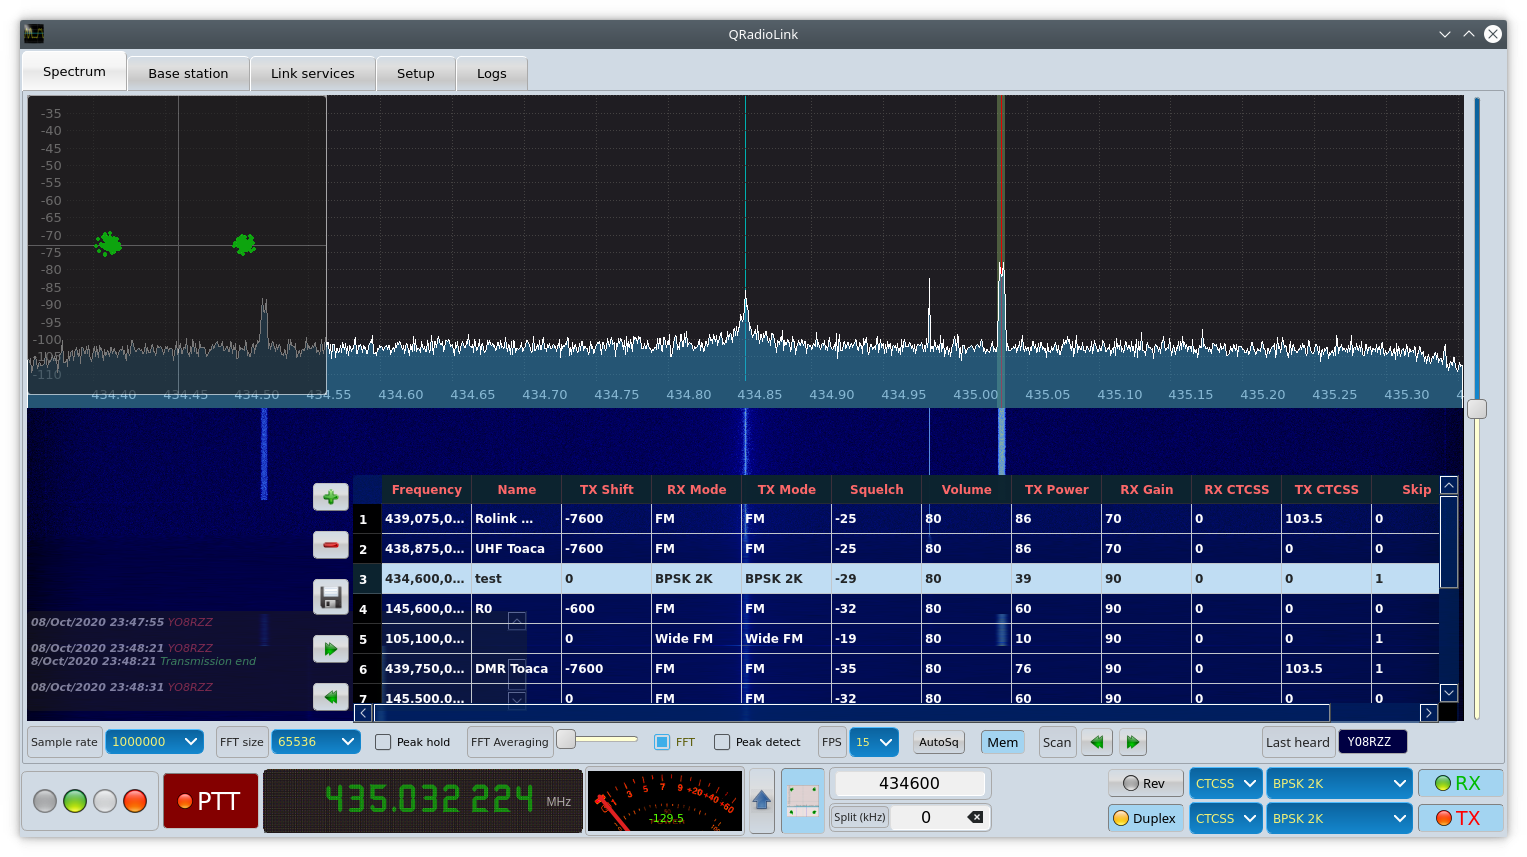 QRadioLink
Spectrum Base station Link services Setup Logs
-35
-40
-45
-50
-55
-60
-65
-70
-75
-80
-85
-90
-95
-100
-105
-110
434.40 434.45 434.50 434.55 434.60 434.65 434.70 434.75 434.80 434.85 434.90 434.95 435.00 435.05 435.10 435.15 435.20 435.25 435.30
Frequency Name TX Shift RX Mode TX Mode Squelch Volume TX Power RX Gain RX CTCSS TX CTCSS Skip
1 439,075,0... Rolink ... -7600 FM FM -25 80 86 70 0 103.5 0
2 438,875,0... UHF Toaca -7600 FM FM -25 80 86 70 0 0 0
3 434,600,0... test 0 BPSK 2K BPSK 2K -29 80 39 90 0 0 1
4 145,600,0... R0 -600 FM FM -32 80 60 90 0 0 0
5 105,100,0... 0 Wide FM Wide FM -19 80 10 90 0 0 1
6 439,750,0... DMR Toaca -7600 FM FM -35 80 76 90 0 103.5 1
7 145,500,0... 0 FM FM -32 80 60 90 0 0 0
08/Oct/2020 23:47:55 YO8RZZ
08/Oct/2020 23:48:21 YO8RZZ
8/Oct/2020 23:48:21 Transmission end
08/Oct/2020 23:48:31 YO8RZZ
Sample rate 1000000 FFT size 65536 Peak hold FFT Averaging FFT Peak detect FPS 15 AutoSq Mem Scan Last heard YO8RZZ
PTT 435.032 224 MHz
1 3 5 7 9 +20 +40 +60
-129.5
434600
Split (kHz) 0
Rev CTCSS BPSK 2K RX
Duplex CTCSS BPSK 2K TX